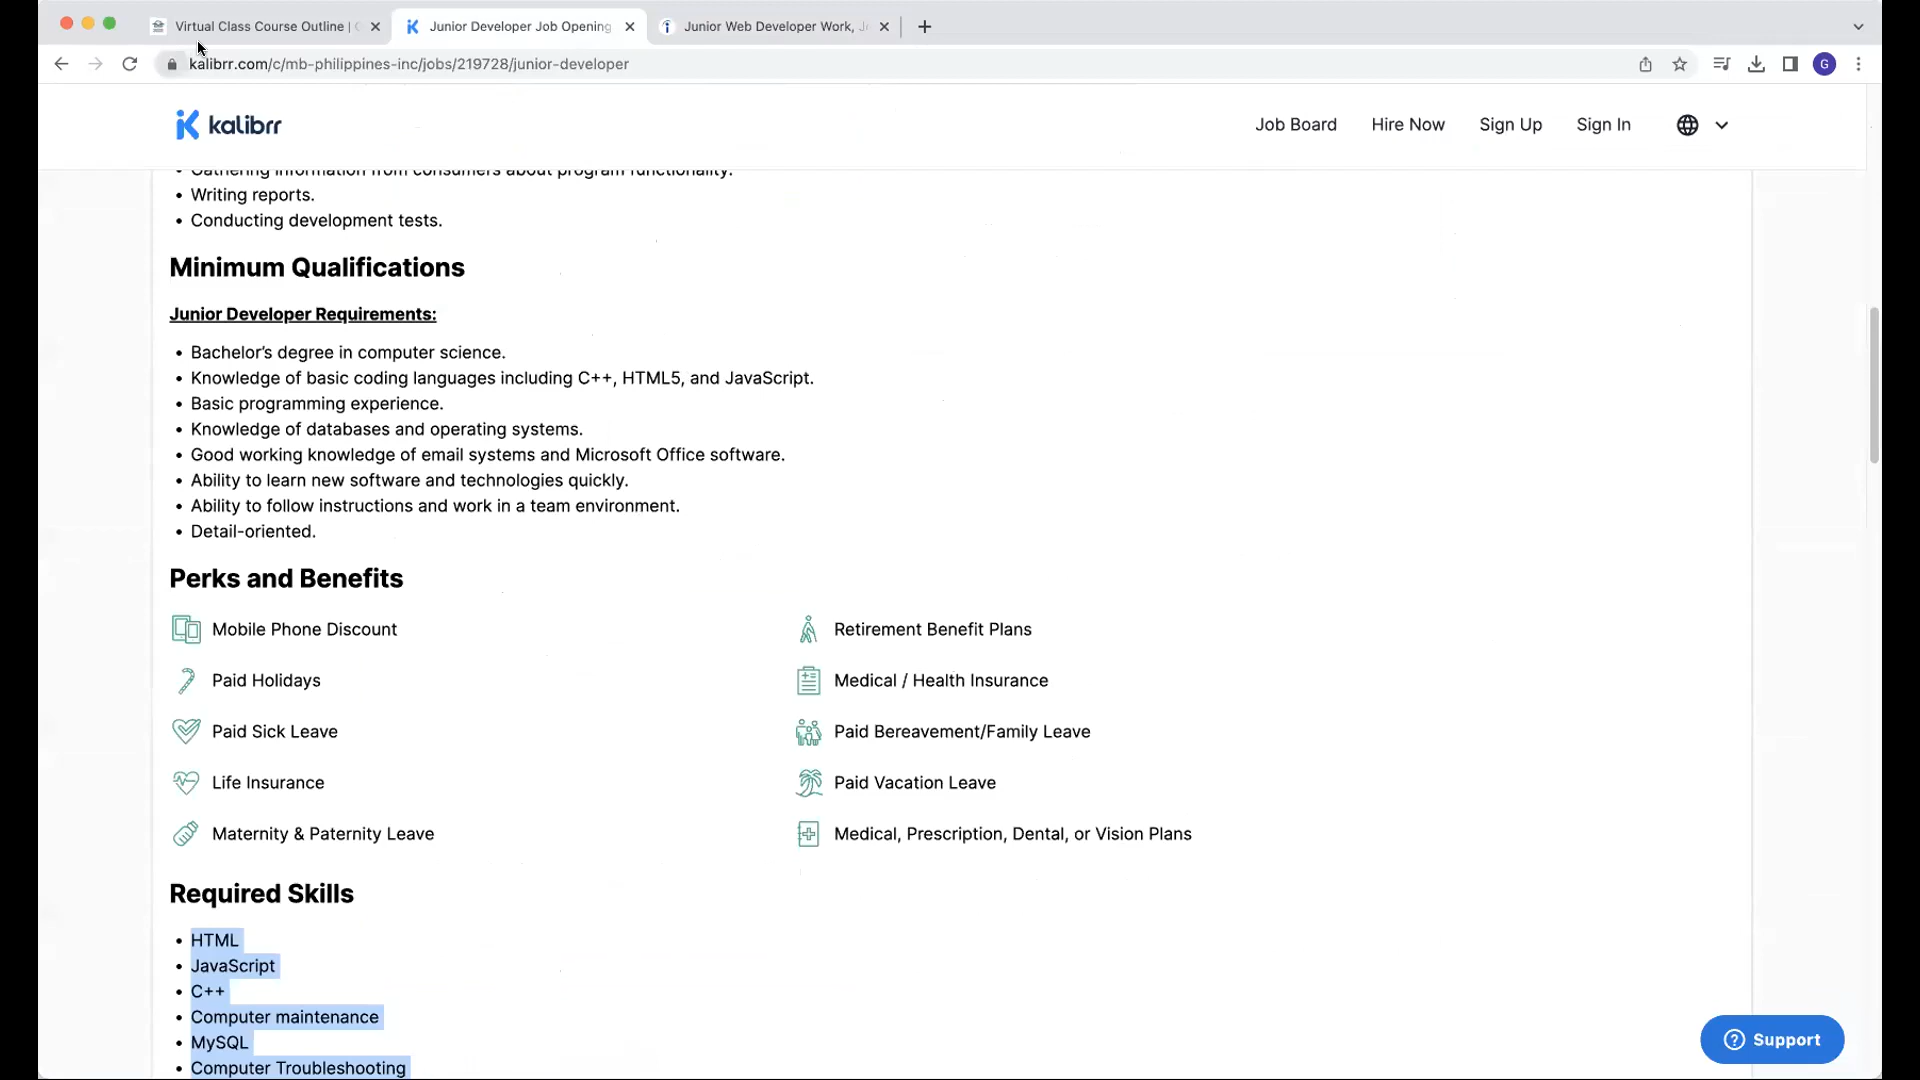 Virtual Class Course Outline |
Junior Developer Job Opening
Junior Web Developer Work, J
kalibrr.com/c/mb-philippines-inc/jobs/219728/junior-developer
G
kalibrr
Job Board
Hire Now
Sign Up
Sign In
• Gathering information from consumers about program functionality.
• Writing reports.
• Conducting development tests.
Minimum Qualifications
Junior Developer Requirements:
• Bachelor’s degree in computer science.
• Knowledge of basic coding languages including C++, HTML5, and JavaScript.
• Basic programming experience.
• Knowledge of databases and operating systems.
• Good working knowledge of email systems and Microsoft Office software.
• Ability to learn new software and technologies quickly.
• Ability to follow instructions and work in a team environment.
• Detail-oriented.
Perks and Benefits
Mobile Phone Discount
Retirement Benefit Plans
Paid Holidays
Medical / Health Insurance
Paid Sick Leave
Paid Bereavement/Family Leave
Life Insurance
Paid Vacation Leave
Maternity & Paternity Leave
Medical, Prescription, Dental, or Vision Plans
Required Skills
• HTML
• JavaScript
• C++
• Computer maintenance
• MySQL
• Computer Troubleshooting
Support